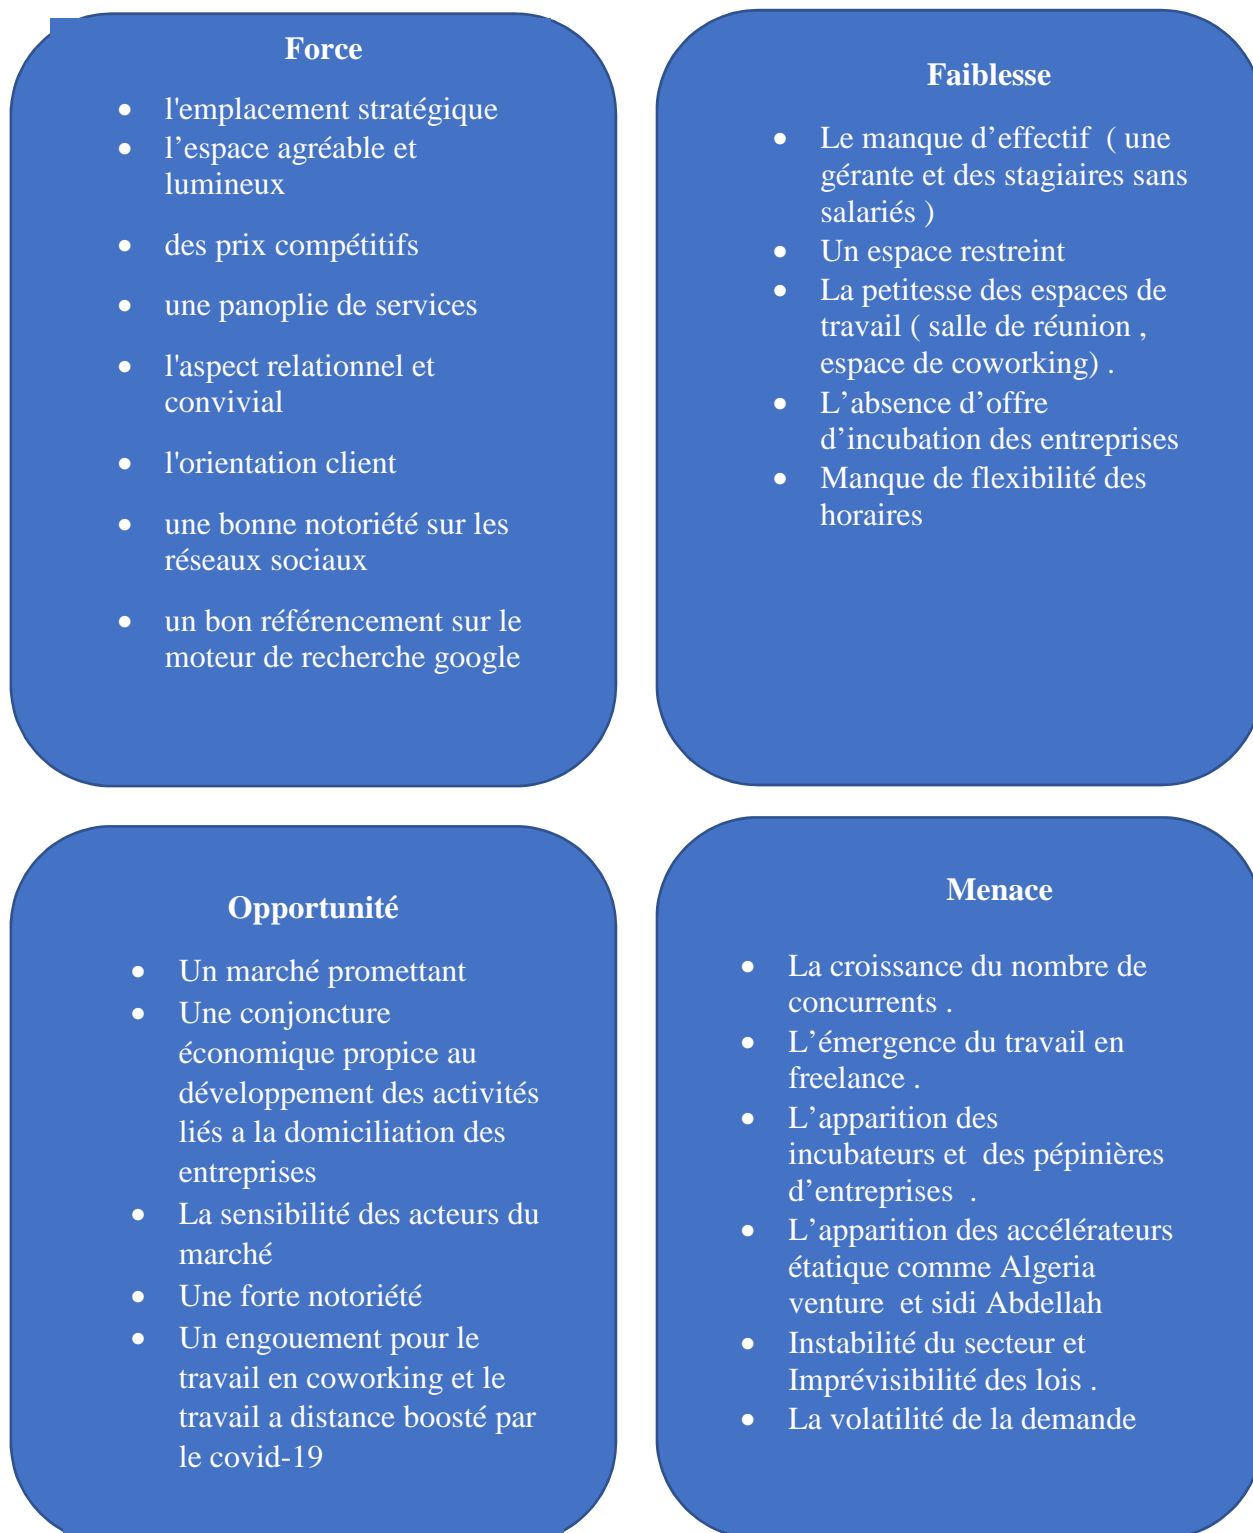 Force
l'emplacement stratégique
l’espace agréable et
lumineux
des prix compétitifs
une panoplie de services
l'aspect relationnel et
convivial
l'orientation client
une bonne notoriété sur les
réseaux sociaux
un bon référencement sur le
moteur de recherche google
Faiblesse
Le manque d’effectif ( une
gérante et des stagiaires sans
salariés )
Un espace restreint
La petitesse des espaces de
travail ( salle de réunion ,
espace de coworking) .
L’absence d’offre
d’incubation des entreprises
Manque de flexibilité des
horaires
Opportunité
Un marché promettant
Une conjoncture
économique propice au
développement des activités
liés a la domiciliation des
entreprises
La sensibilité des acteurs du
marché
Une forte notoriété
Un engouement pour le
travail en coworking et le
travail a distance boosté par
le covid-19
Menace
La croissance du nombre de
concurrents .
L’émergence du travail en
freelance .
L’apparition des
incubateurs et des pépinières
d’entreprises .
L’apparition des accélérateurs
étatique comme Algeria
venture et sidi Abdellah
Instabilité du secteur et
Imprévisibilité des lois .
La volatilité de la demande